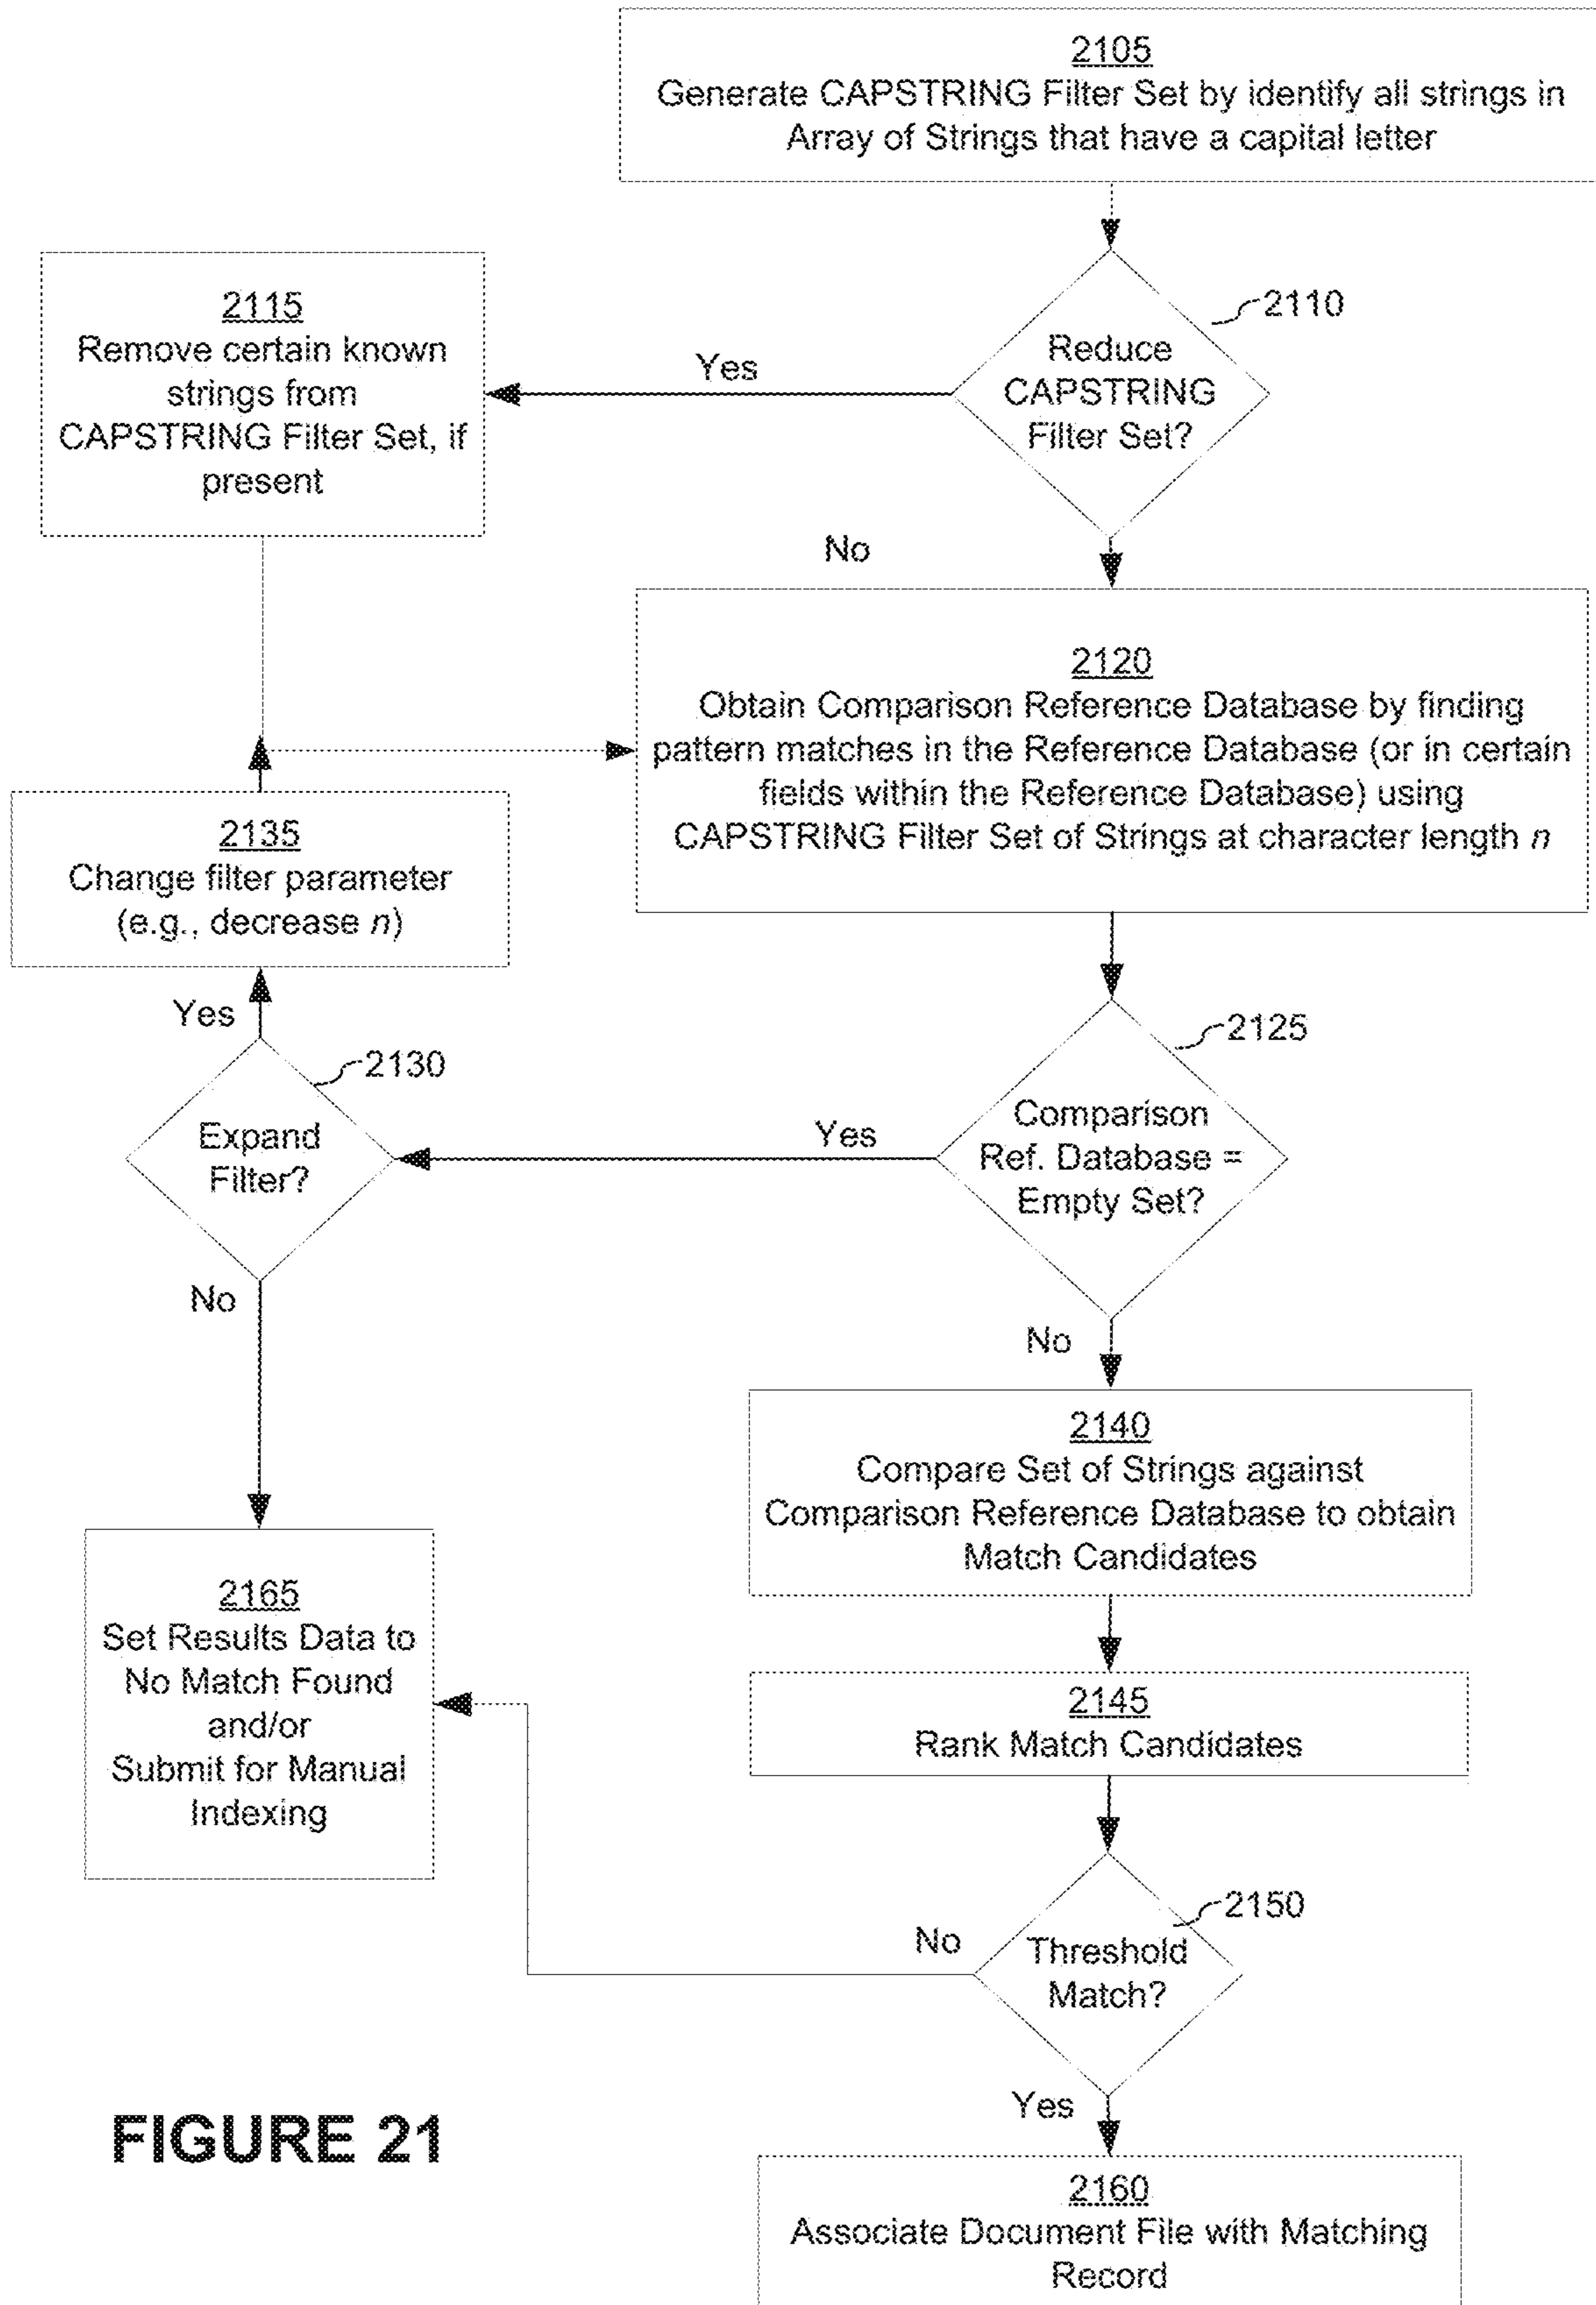 2105
Generate CAPSTRING Filter Set by identify all strings in
Array of Strings that have a capital letter
2110
Reduce
CAPSTRING
Filter Set?
Yes
2115
Remove certain known
strings from
CAPSTRING Filter Set, if
present
No
2120
Obtain Comparison Reference Database by finding
pattern matches in the Reference Database (or in certain
fields within the Reference Database) using
CAPSTRING Filter Set of Strings at character length n
2135
Change filter parameter
(e.g., decrease n)
Yes
2130
Expand
Filter?
2125
Comparison
Ref. Database =
Empty Set?
Yes
No
No
2140
Compare Set of Strings against
Comparison Reference Database to obtain
Match Candidates
2165
Set Results Data to
No Match Found
and/or
Submit for Manual
Indexing
2145
Rank Match Candidates
2150
Threshold
Match?
No
Yes
2160
Associate Document File with Matching
Record
FIGURE 21